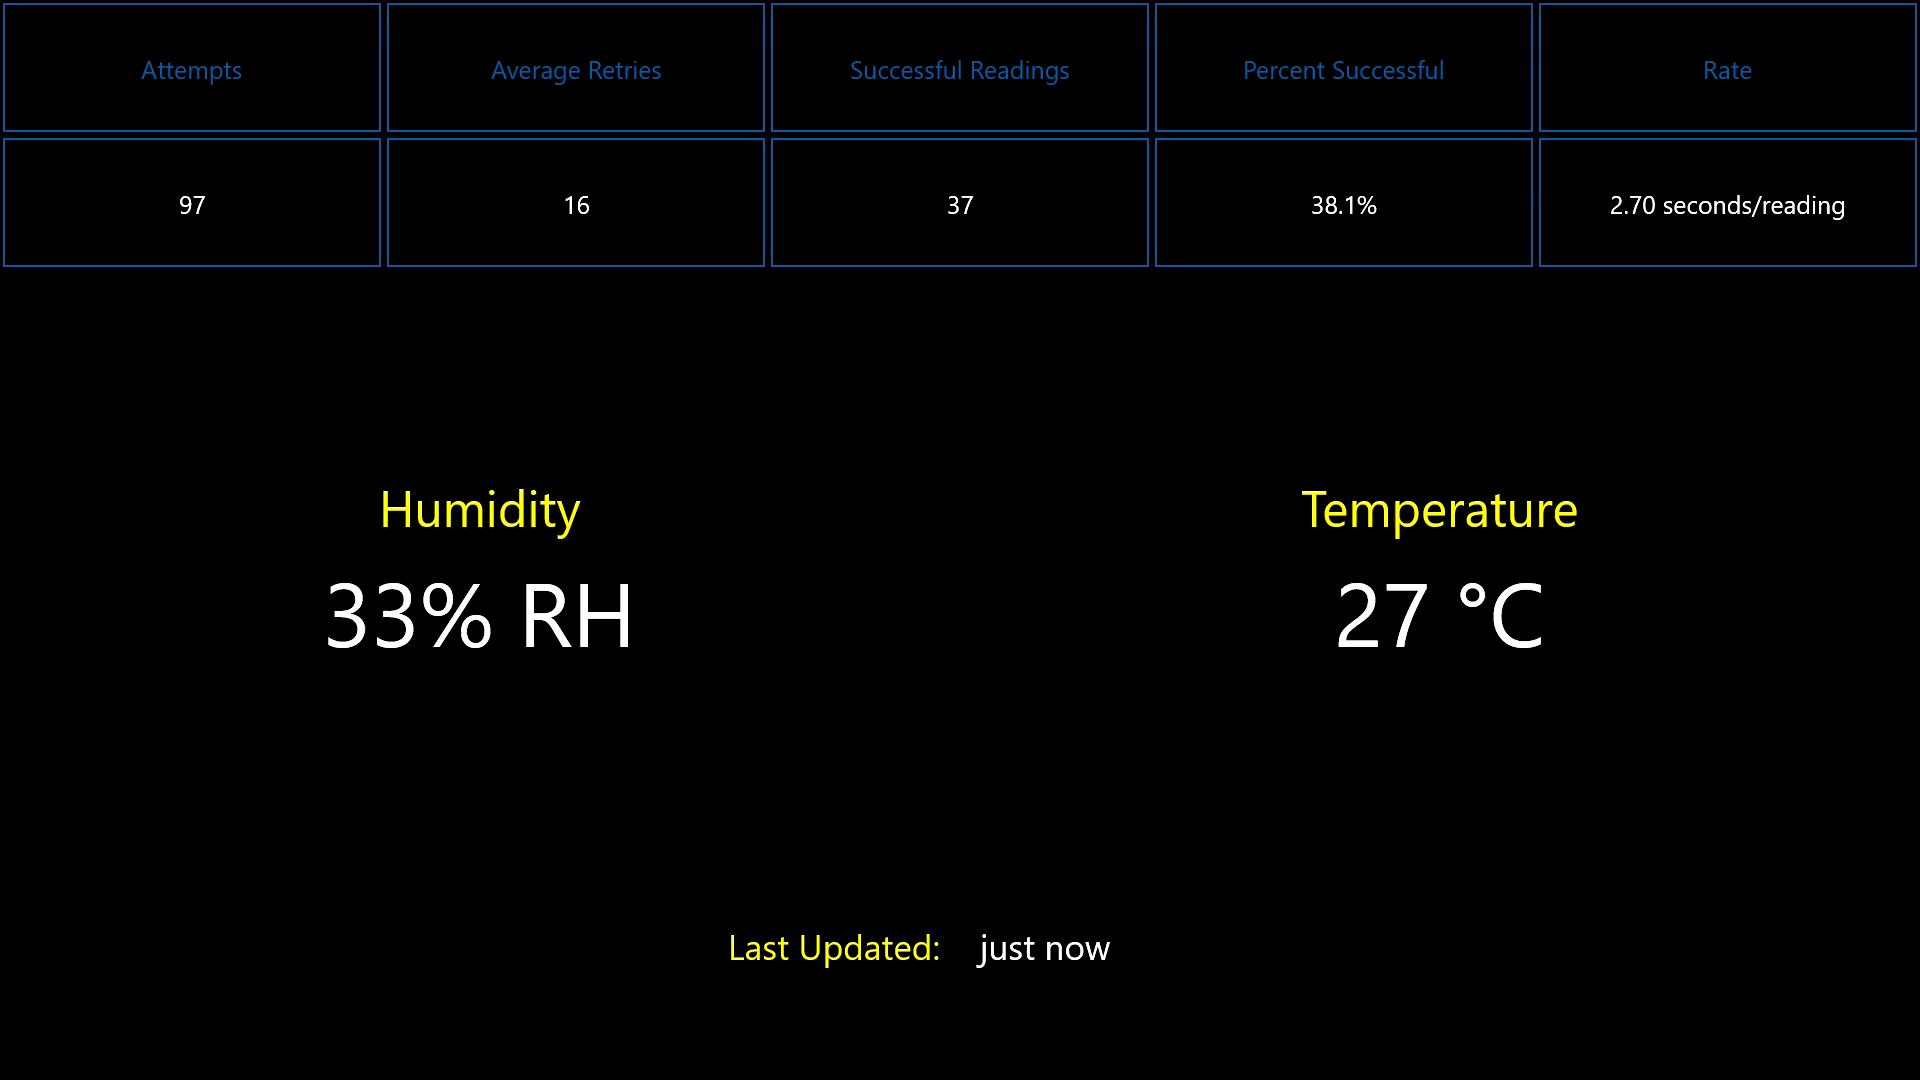 Attempts Average Retries Successful Readings Percent Successful Rate
97 16 37 38.1% 2.70 seconds/reading
Humidity Temperature
33% RH 27 °C
Last Updated: just now